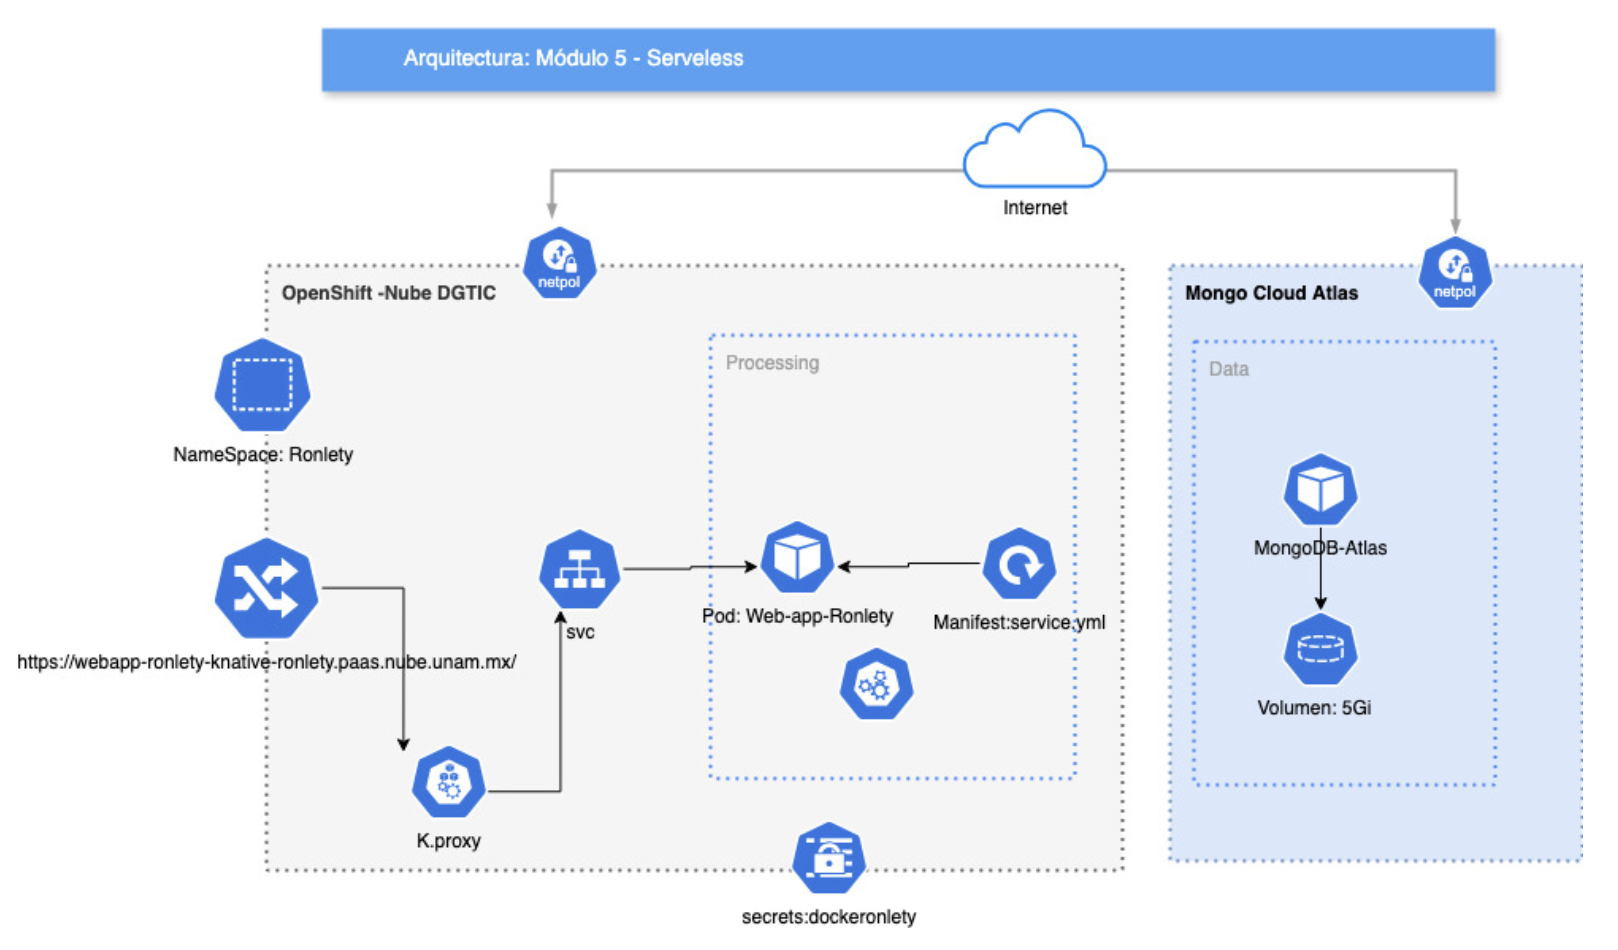 Arquitectura: Módulo 5 - Serveless
Internet
netpol
netpol
OpenShift -Nube DGTIC
Mongo Cloud Atlas
Processing
Data
NameSpace: Ronlety
MongoDB-Atlas
Pod: Web-app-Ronlety
Manifest:service.yml
svc
https://webapp-ronlety-knative-ronlety.paas.nube.unam.mx/
Volumen: 5Gi
K.proxy
secrets:dockeronlety